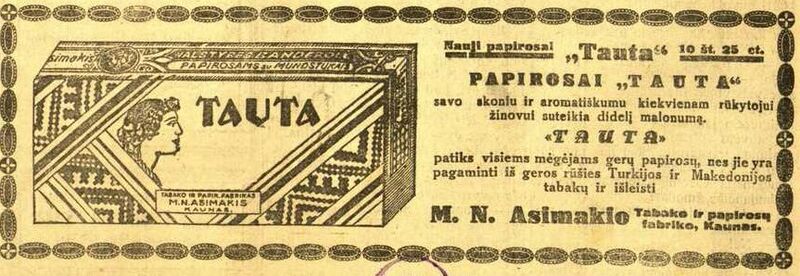 Asimakis
VALSTYBĖS BANDEROLĖ
PAPIROSAMS SU MUNDŠTUKAIS
TAUTA
TABAKO IR PAPIR. FABRIKAS
M.N. ASIMAKIS
KAUNAS.
Nauji papirosai „Tauta“ 10 št. 25 ct.
PAPIROSAI „TAUTA“
savo skoniu ir aromatiškumu kiekvienam rūkytojui
žinovui suteikia didelį malonumą.
«TAUTA»
patiks visiems mėgėjams gerų papirosų, nes jie yra
pagaminti iš geros rūšies Turkijos ir Makedonijos
tabakų ir išleisti
M. N. Asimakio Tabako ir papirosų
fabriko, Kaunas.